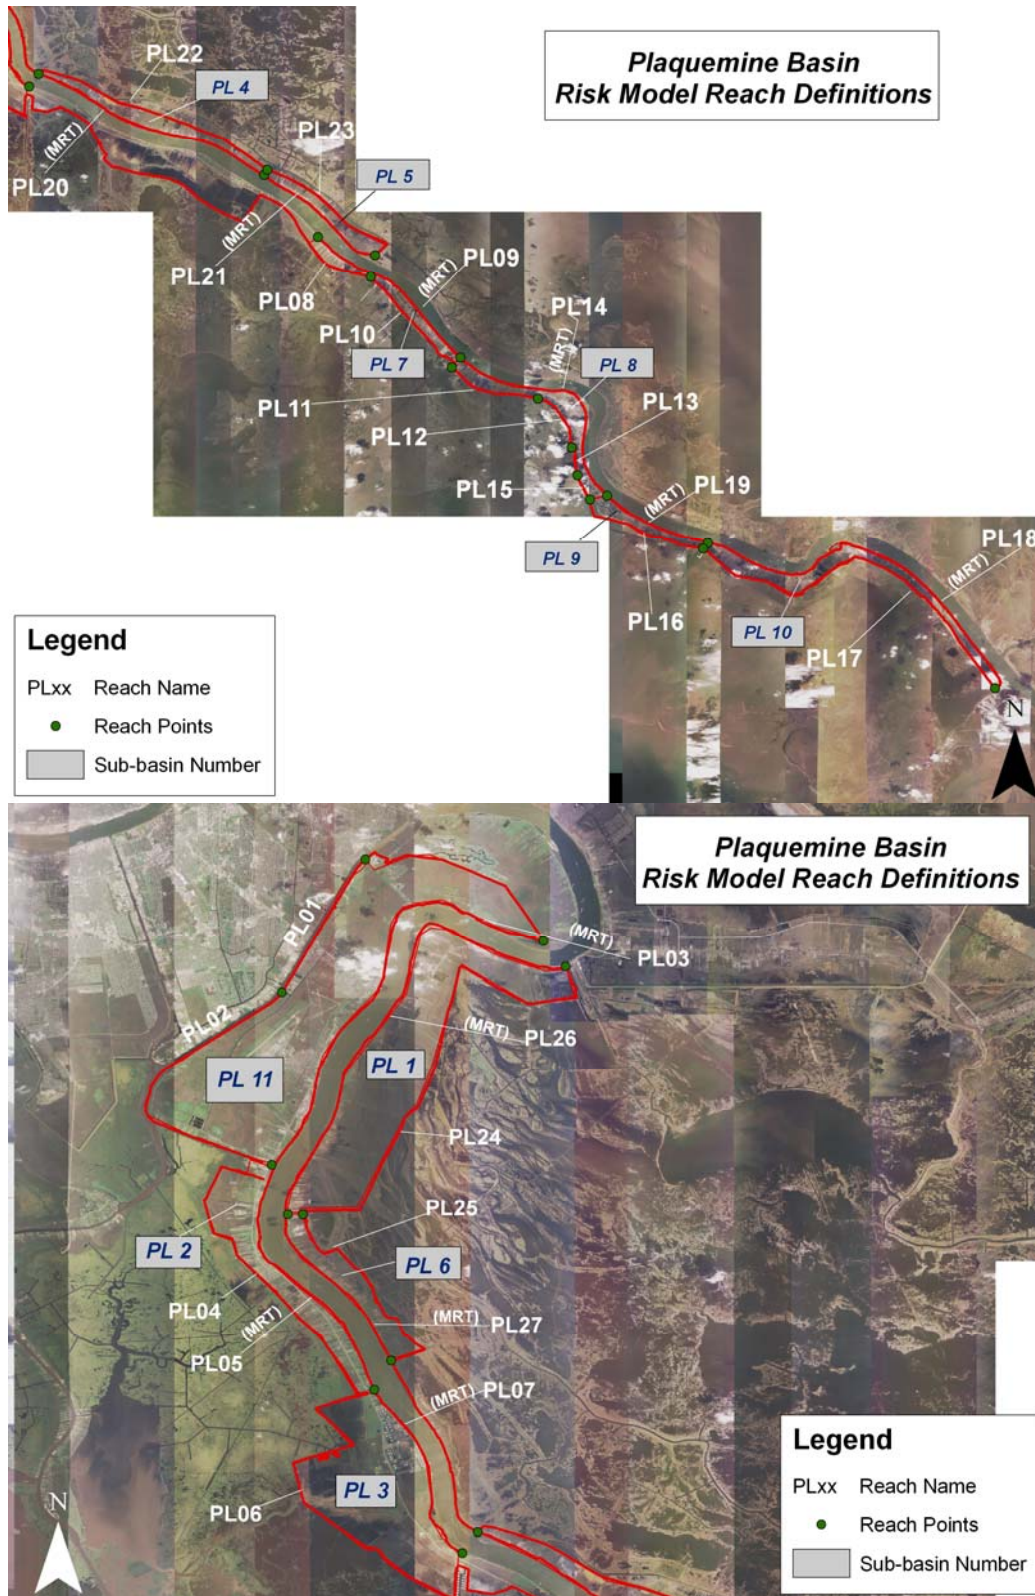 Plaquemine Basin
Risk Model Reach Definitions
PL22
PL 4
PL23
(MRT)
PL20
PL 5
(MRT)
PL21
PL09
(MRT)
PL08
PL14
PL10
(MRT)
PL 7
PL 8
PL13
PL11
PL12
PL15
PL19
(MRT)
PL18
(MRT)
PL 9
PL16
PL 10
PL17
Legend
PLxx Reach Name
Reach Points
Sub-basin Number
N
Plaquemine Basin
Risk Model Reach Definitions
PL01
(MRT)
PL03
PL02
(MRT)
PL26
PL 1
PL 11
PL24
PL25
PL 2
PL 6
PL04
(MRT)
PL27
PL05
(MRT)
PL07
(MRT)
PL 3
PL06
N
Legend
PLxx Reach Name
Reach Points
Sub-basin Number